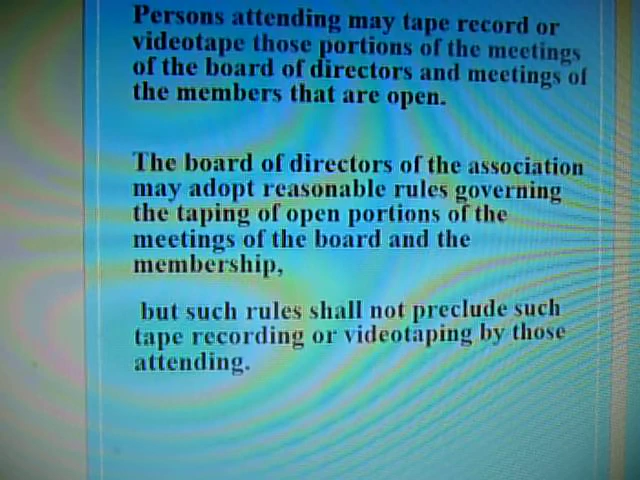 Persons attending may tape record or
videotape those portions of the meetings
of the board of directors and meetings of
the members that are open.
The board of directors of the association
may adopt reasonable rules governing
the taping of open portions of the
meetings of the board and the
membership,
but such rules shall not preclude such
tape recording or videotaping by those
attending.